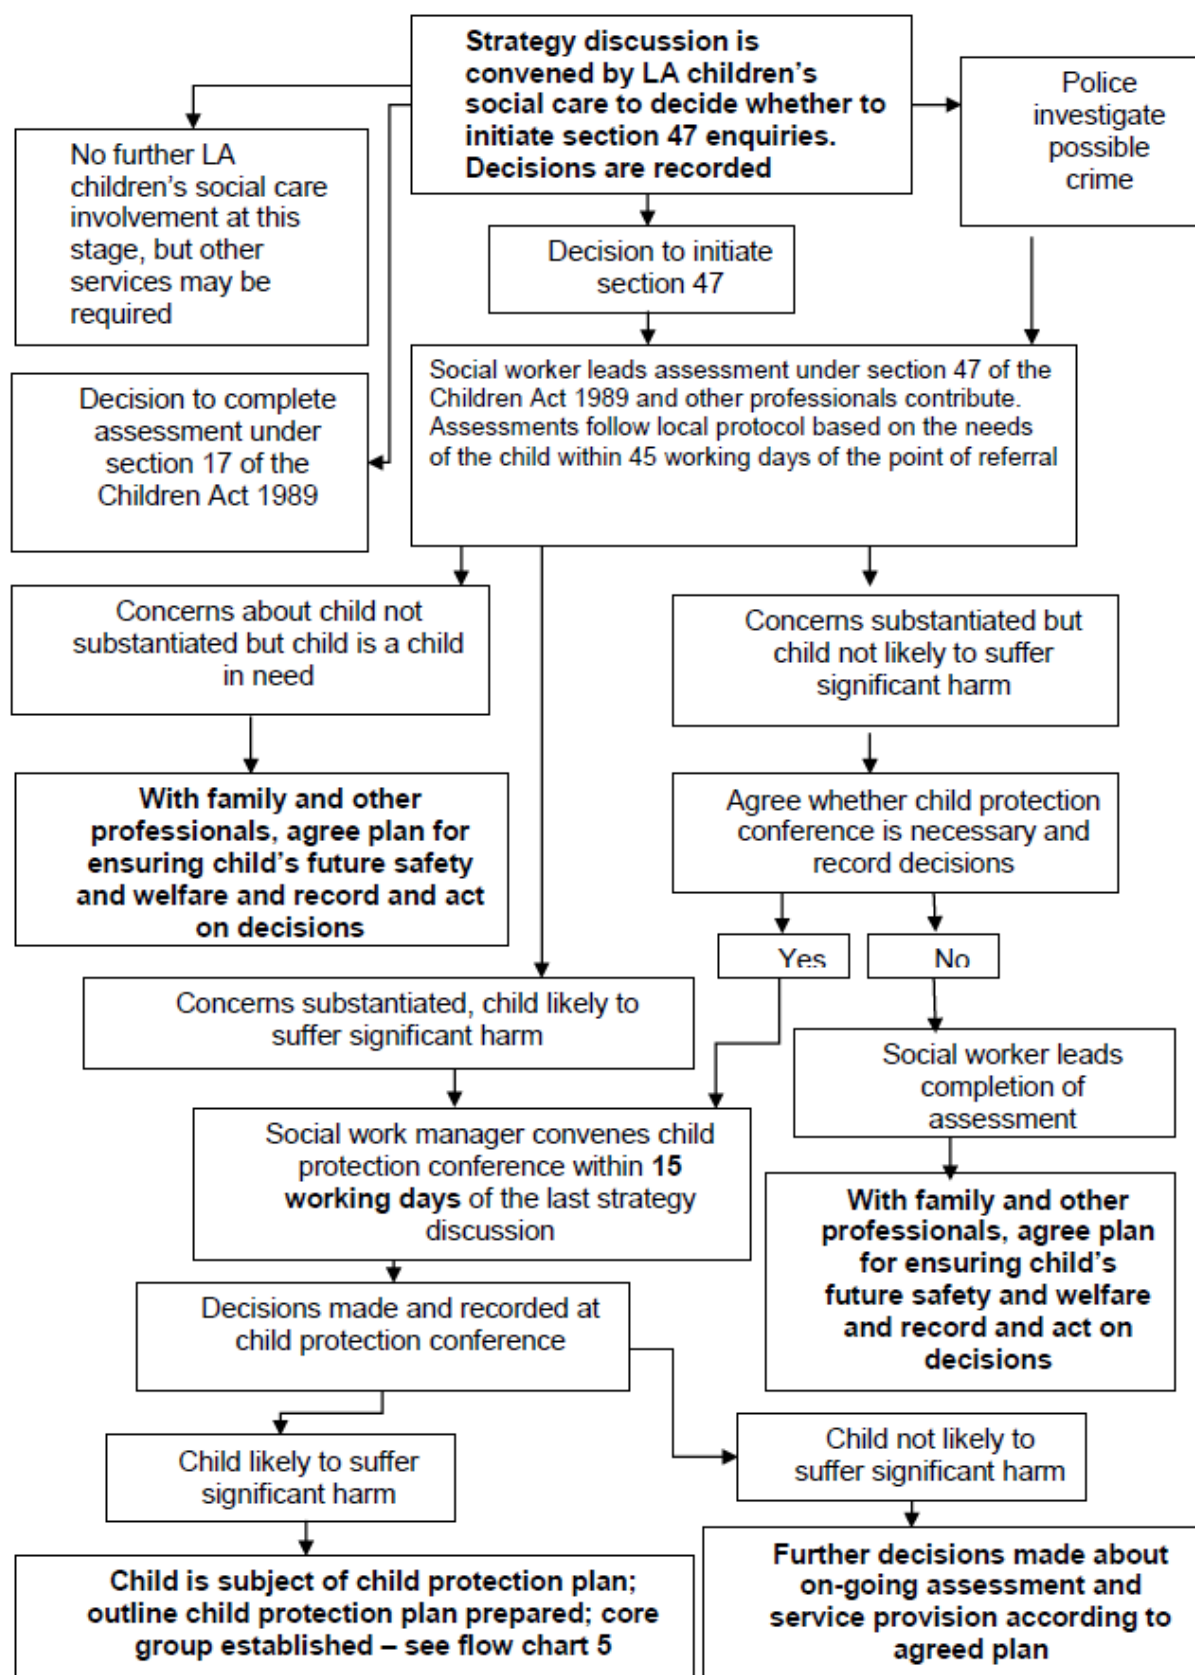 Strategy discussion is
convened by LA children's
social care to decide whether to
initiate section 47 enquiries.
Decisions are recorded
Police
investigate
possible
crime
No further LA
children's social care
involvement at this
stage, but other
services may be
required
Decision to initiate
section 47
Decision to complete
assessment under
section 17 of the
Children Act 1989
Social worker leads assessment under section 47 of the
Children Act 1989 and other professionals contribute.
Assessments follow local protocol based on the needs
of the child within 45 working days of the point of referral
Concerns about child not
substantiated but child is a child
in need
Concerns substantiated but
child not likely to suffer
significant harm
With family and other
professionals, agree plan for
ensuring child's future safety
and welfare and record and act
on decisions
Agree whether child protection
conference is necessary and
record decisions
Yes
No
Concerns substantiated, child likely to
suffer significant harm
Social worker leads
completion of
assessment
Social work manager convenes child
protection conference within 15
working days of the last strategy
discussion
With family and other
professionals, agree plan
for ensuring child's
future safety and welfare
and record and act on
decisions
Decisions made and recorded at
child protection conference
Child likely to suffer
significant harm
Child not likely to
suffer significant harm
Child is subject of child protection plan;
outline child protection plan prepared; core
group established – see flow chart 5
Further decisions made about
on-going assessment and
service provision according to
agreed plan